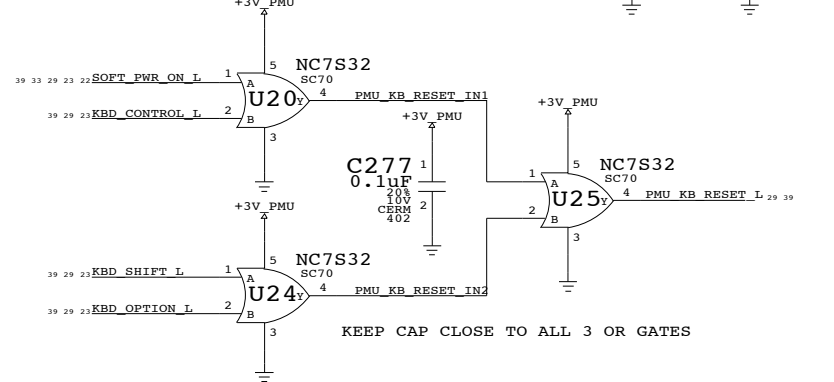 +3V_PMU
5 NC7S32
SC70
39 33 29 23 22 SOFT_PWR_ON_L 1 A
U20 Y 4 PMU_KB_RESET_IN1
39 29 23 KBD_CONTROL_L 2 B
3
+3V_PMU
C277 1
0.1uF
20%
10V
CERM 2
402
+3V_PMU
5 NC7S32
SC70
1 A
U25 Y 4 PMU_KB_RESET_L 29 39
2 B
3
+3V_PMU
5 NC7S32
SC70
39 29 23 KBD_SHIFT_L 1 A
U24 Y 4 PMU_KB_RESET_IN2
39 29 23 KBD_OPTION_L 2 B
3
KEEP CAP CLOSE TO ALL 3 OR GATES